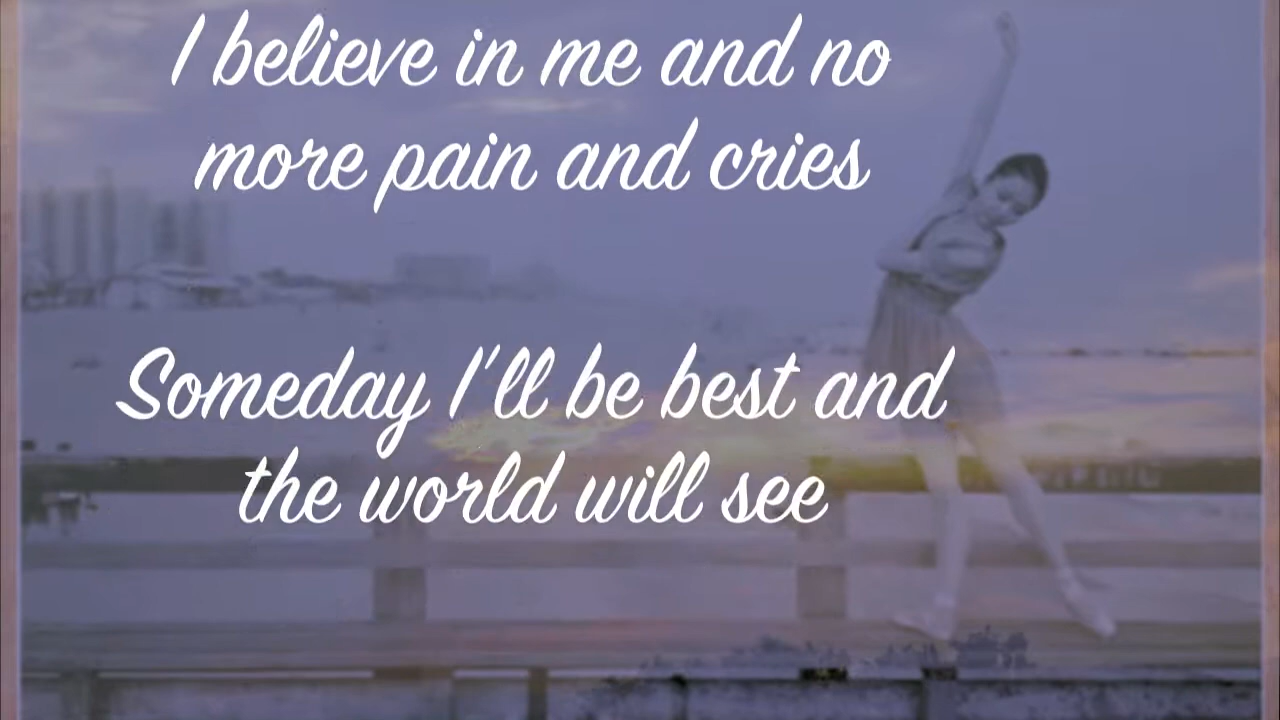 I believe in me and no
more pain and cries
Someday I'll be best and
the world will see